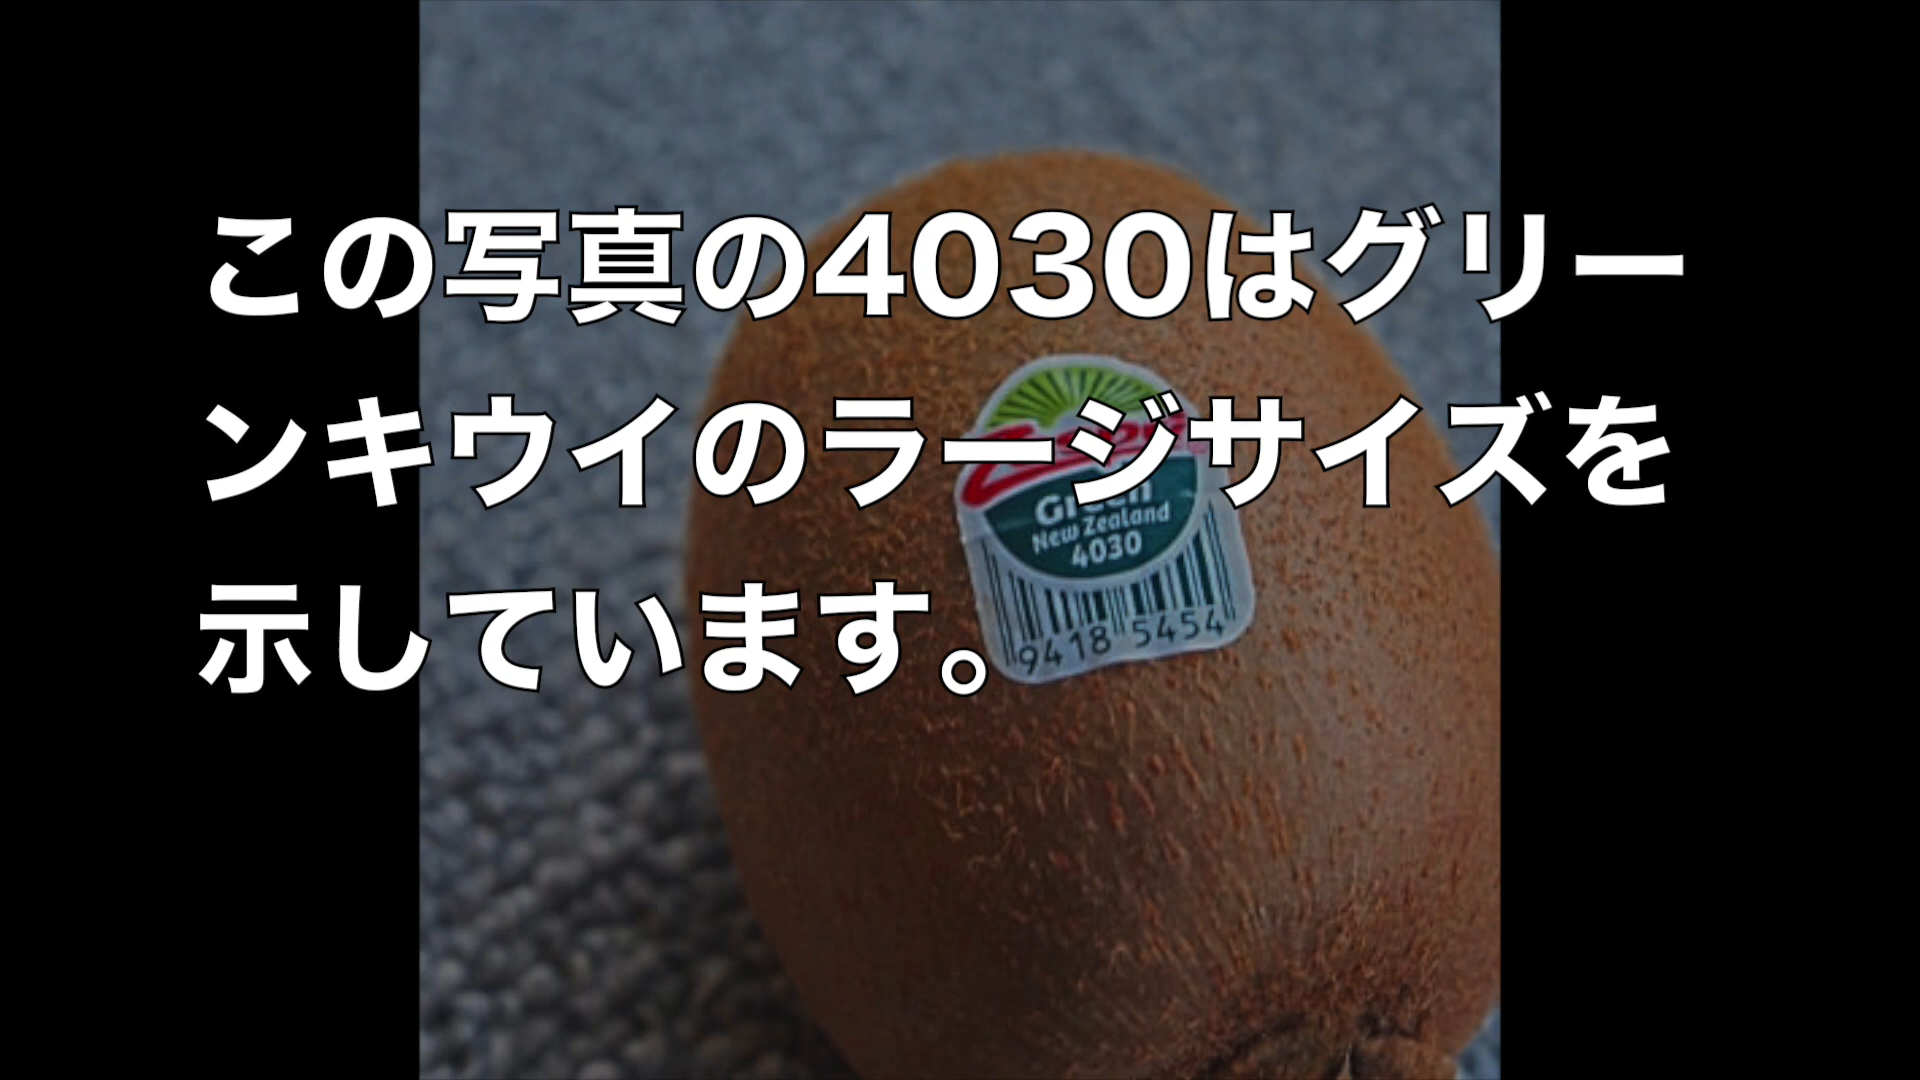 この写真の4030はグリー
ンキウイのラージサイズを
示しています。
Green
New Zealand
4030
9418 5454